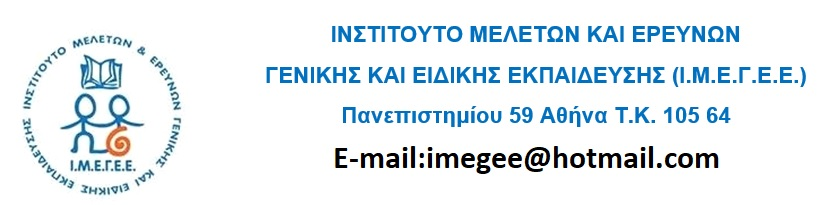 ΙΝΣΤΙΤΟΥΤΟ ΜΕΛΕΤΩΝ & ΕΡΕΥΝΩΝ ΓΕΝΙΚΗΣ ΚΑΙ ΕΙΔΙΚΗΣ ΕΚΠΑΙΔΕΥΣΗΣ
Ι.Μ.Ε.Γ.Ε.Ε.
ΙΝΣΤΙΤΟΥΤΟ ΜΕΛΕΤΩΝ ΚΑΙ ΕΡΕΥΝΩΝ
ΓΕΝΙΚΗΣ ΚΑΙ ΕΙΔΙΚΗΣ ΕΚΠΑΙΔΕΥΣΗΣ (Ι.Μ.Ε.Γ.Ε.Ε.)
Πανεπιστημίου 59 Αθήνα Τ.Κ. 105 64
E-mail:imegee@hotmail.com